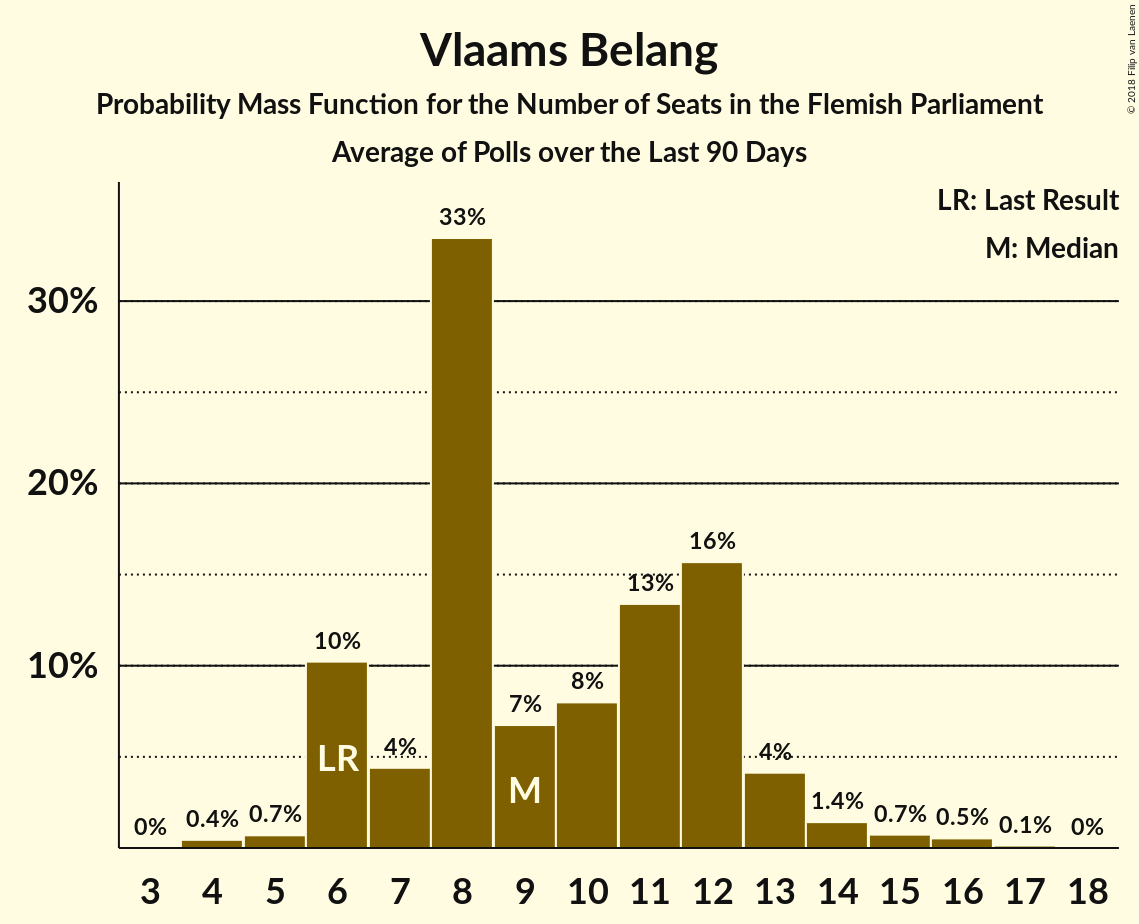 Vlaams Belang
Probability Mass Function for the Number of Seats in the Flemish Parliament
Average of Polls over the Last 90 Days
© 2018 Filip van Laenen
LR: Last Result
M: Median
30%
20%
10%
0%
0.4%
0.7%
10%
4%
33%
7%
8%
13%
16%
4%
1.4%
0.7%
0.5%
0.1%
0%
LR
M
3 4 5 6 7 8 9 10 11 12 13 14 15 16 17 18